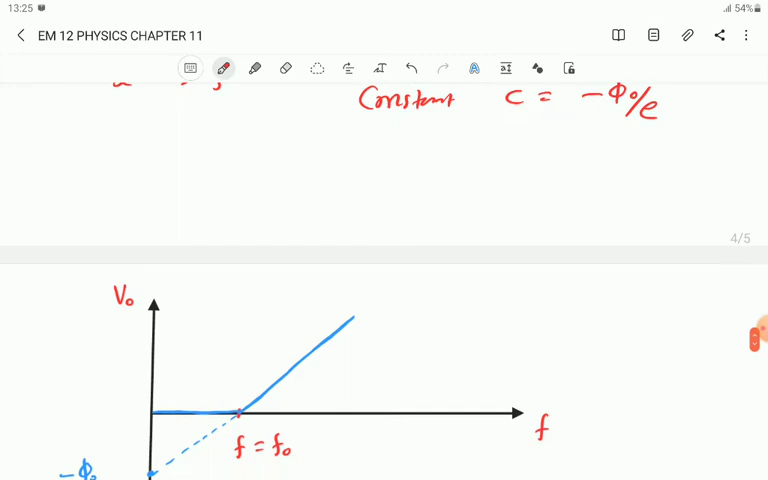 13:25 54%
EM 12 PHYSICS CHAPTER 11
Constant c = -Φ₀/e
4/5
V₀
f
f = f₀
-Φ₀